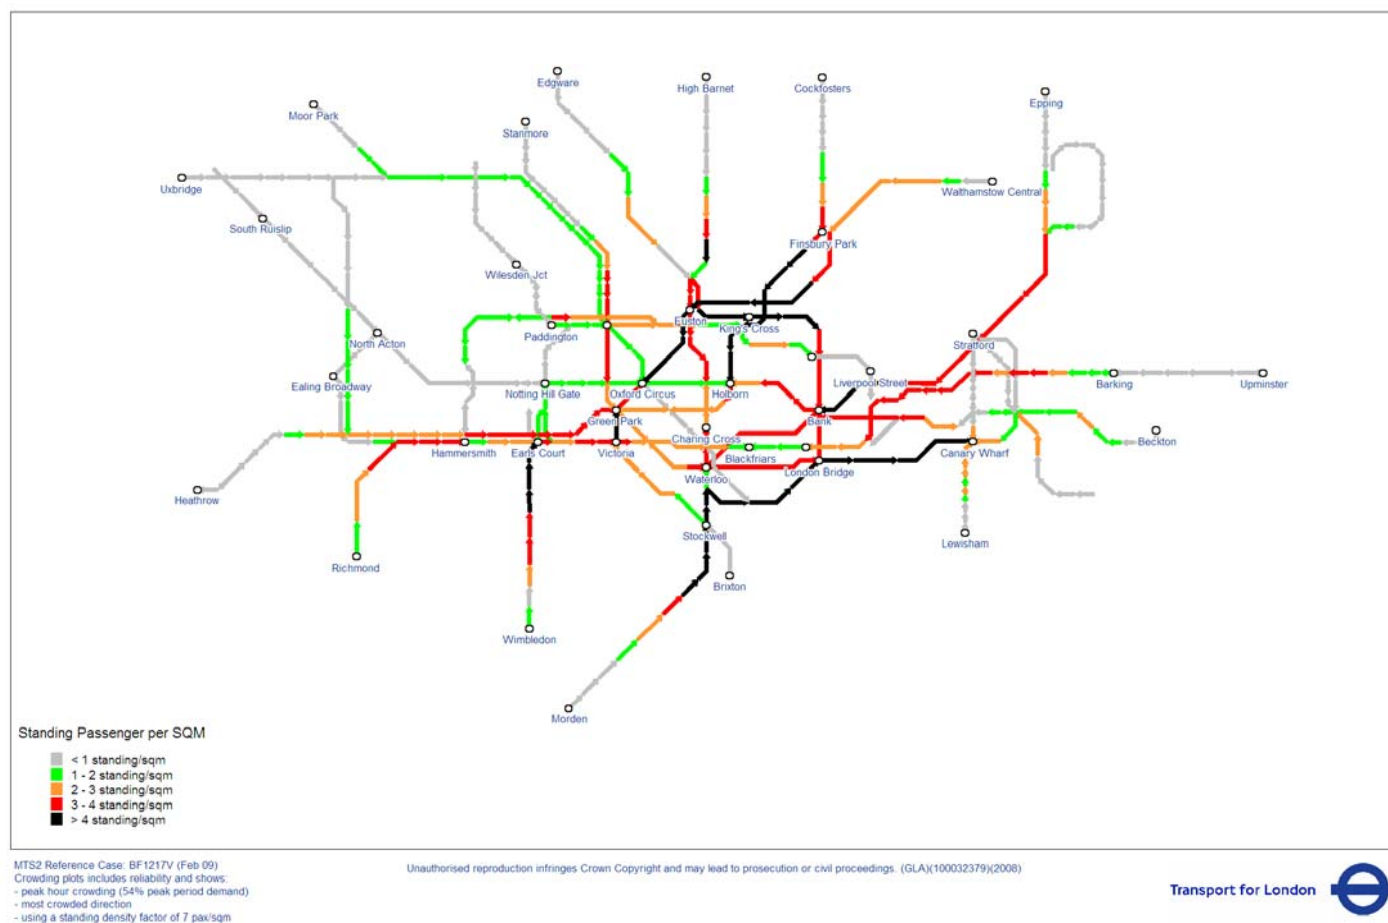 Edgware
High Barnet
Cockfosters
Epping
Moor Park
Stanmore
Uxbridge
Walthamstow Central
South Ruislip
Finsbury Park
Wilesden Jct
Euston
King's Cross
Paddington
North Acton
Stratford
Ealing Broadway
Notting Hill Gate
Oxford Circus
Holborn
Liverpool Street
Barking
Upminster
Green Park
Bank
Charing Cross
Beckton
Hammersmith
Earls Court
Victoria
Blackfriars
Canary Wharf
London Bridge
Waterloo
Heathrow
Stockwell
Lewisham
Richmond
Brixton
Wimbledon
Morden
Standing Passenger per SQM
< 1 standing/sqm
1 - 2 standing/sqm
2 - 3 standing/sqm
3 - 4 standing/sqm
> 4 standing/sqm
MTS2 Reference Case: BF1217V (Feb 09)
Crowding plots includes reliability and shows:
- peak hour crowding (54% peak period demand)
- most crowded direction
- using a standing density factor of 7 pax/sqm
Unauthorised reproduction infringes Crown Copyright and may lead to prosecution or civil proceedings. (GLA)(100032379)(2008)
Transport for London